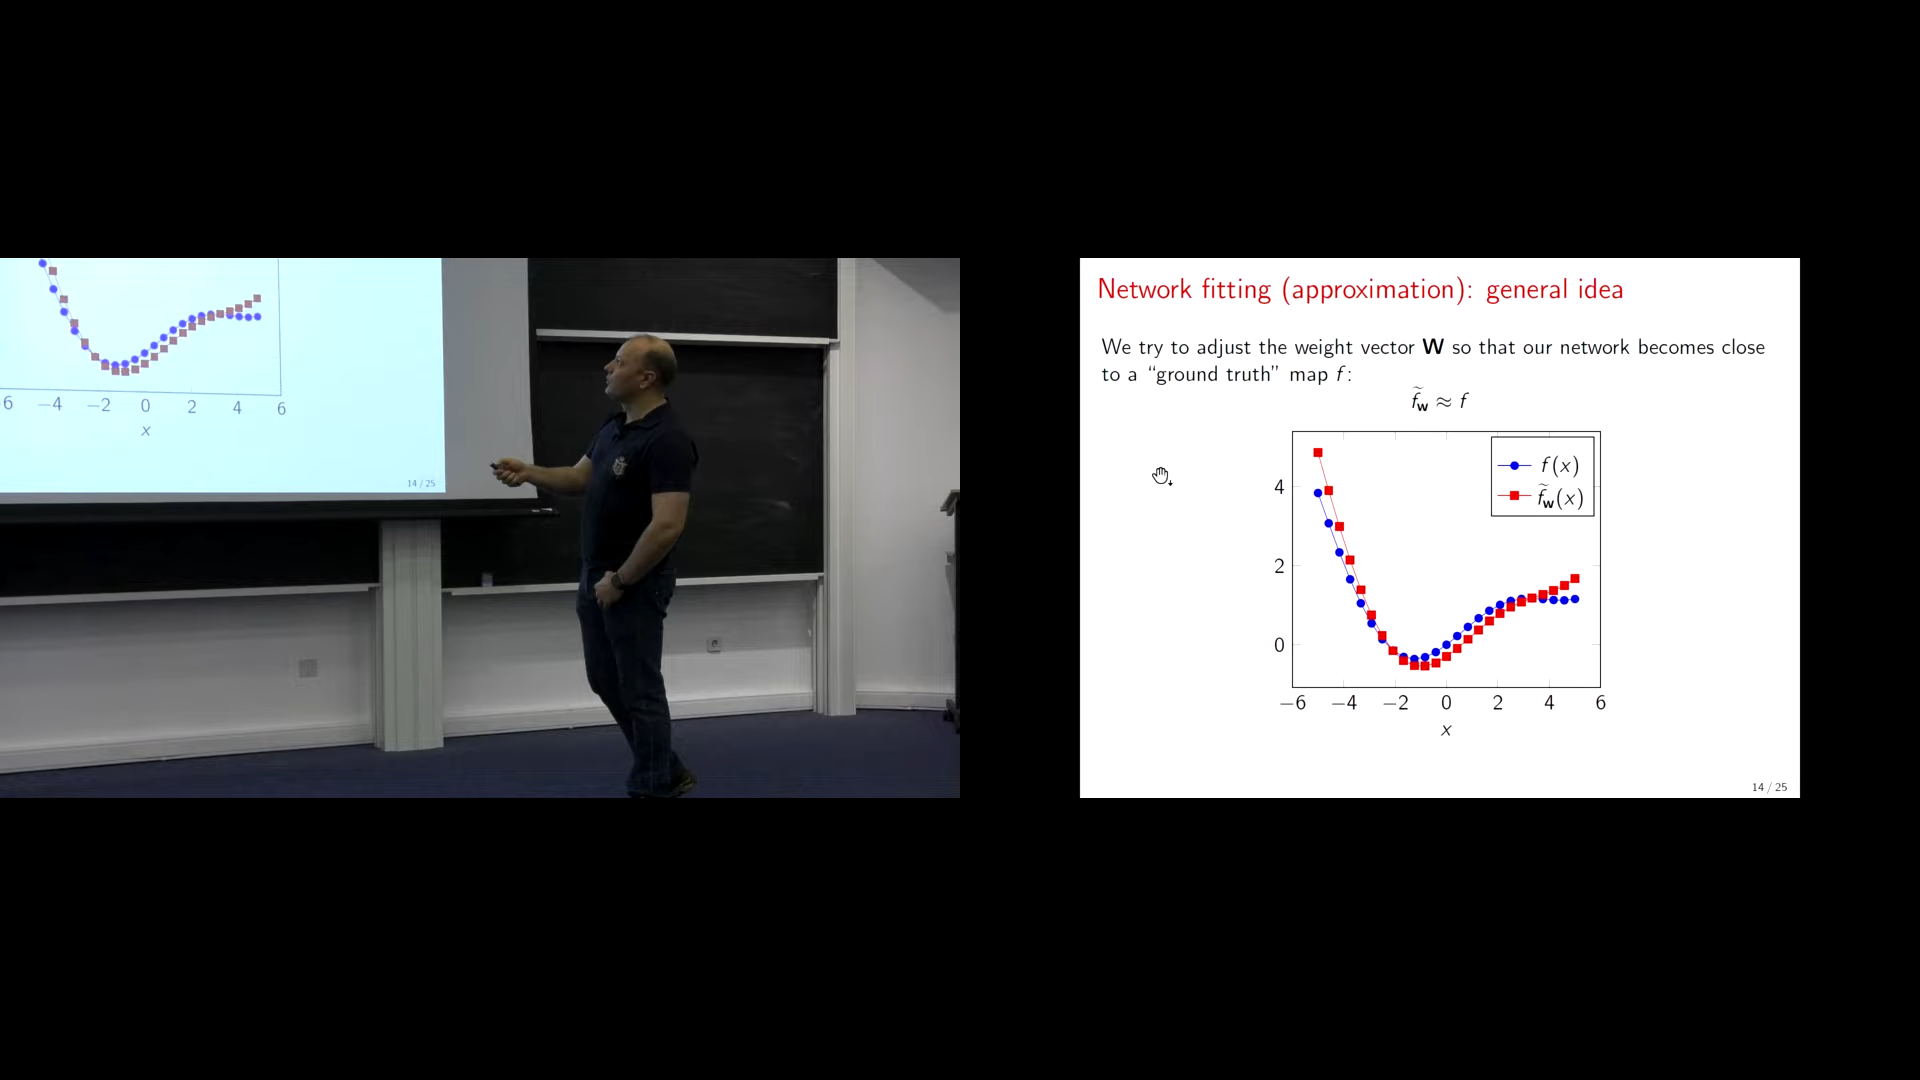 6 −4 −2 0 2 4 6
x
14 / 25
Network fitting (approximation): general idea
We try to adjust the weight vector W so that our network becomes close
to a “ground truth” map f:
f̃_w ≈ f
f(x)
f̃_w(x)
4
2
0
−6 −4 −2 0 2 4 6
x
14 / 25